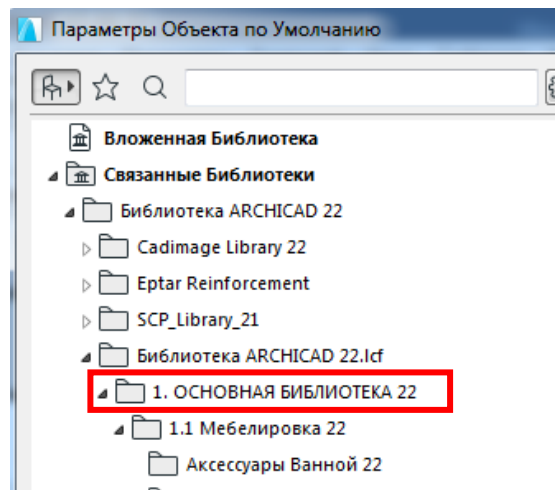 Параметры Объекта по Умолчанию
Вложенная Библиотека
Связанные Библиотеки
Библиотека ARCHICAD 22
Cadimage Library 22
Eptar Reinforcement
SCP_Library_21
Библиотека ARCHICAD 22.lcf
1. ОСНОВНАЯ БИБЛИОТЕКА 22
1.1 Мебелировка 22
Аксессуары Ванной 22